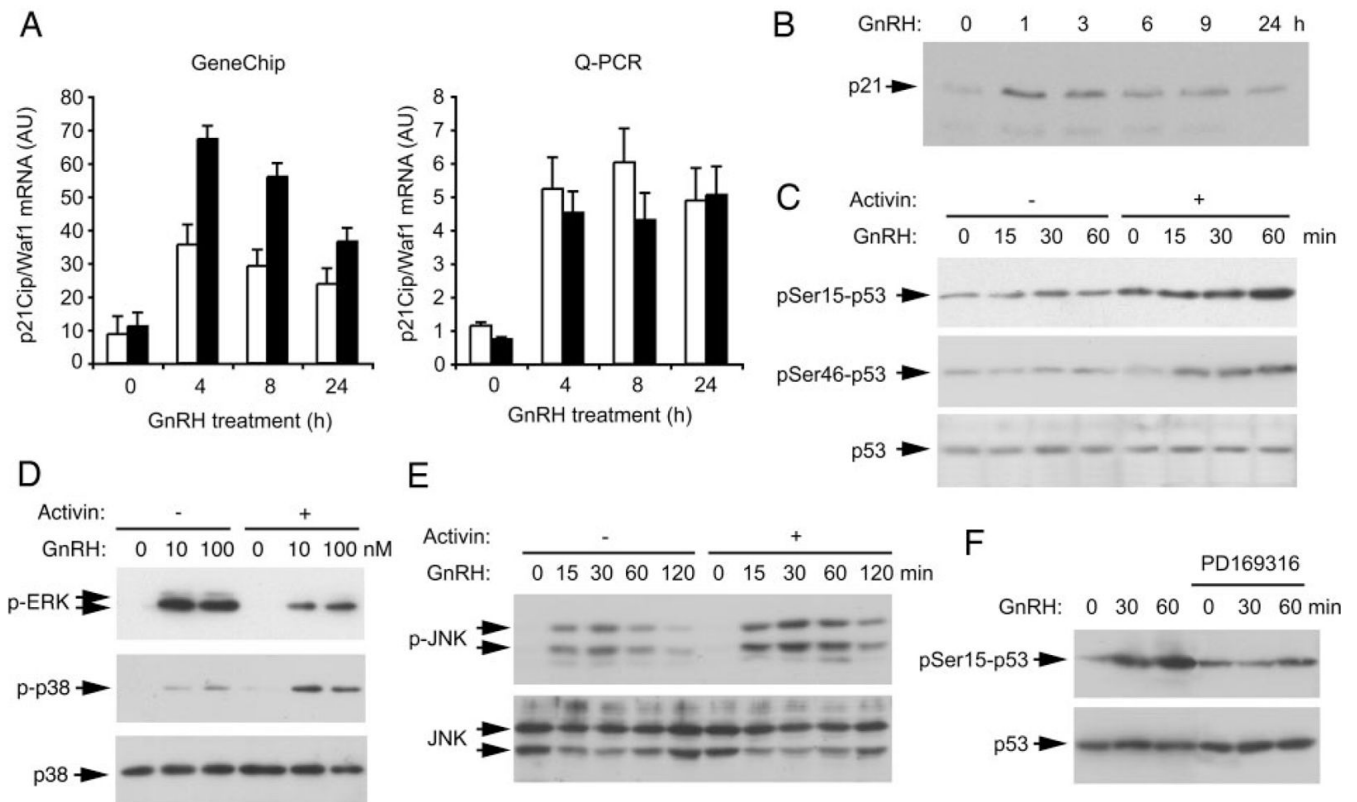 A
GeneChip
p21Cip/Waf1 mRNA (AU)
80
70
60
50
40
30
20
10
0
0 4 8 24
GnRH treatment (h)
Q-PCR
p21Cip/Waf1 mRNA (AU)
8
7
6
5
4
3
2
1
0
0 4 8 24
GnRH treatment (h)
B
GnRH: 0 1 3 6 9 24 h
p21
C
Activin: - +
GnRH: 0 15 30 60 0 15 30 60 min
pSer15-p53
pSer46-p53
p53
D
Activin: - +
GnRH: 0 10 100 0 10 100 nM
p-ERK
p-p38
p38
E
Activin: - +
GnRH: 0 15 30 60 120 0 15 30 60 120 min
p-JNK
JNK
F
PD169316
GnRH: 0 30 60 0 30 60 min
pSer15-p53
p53